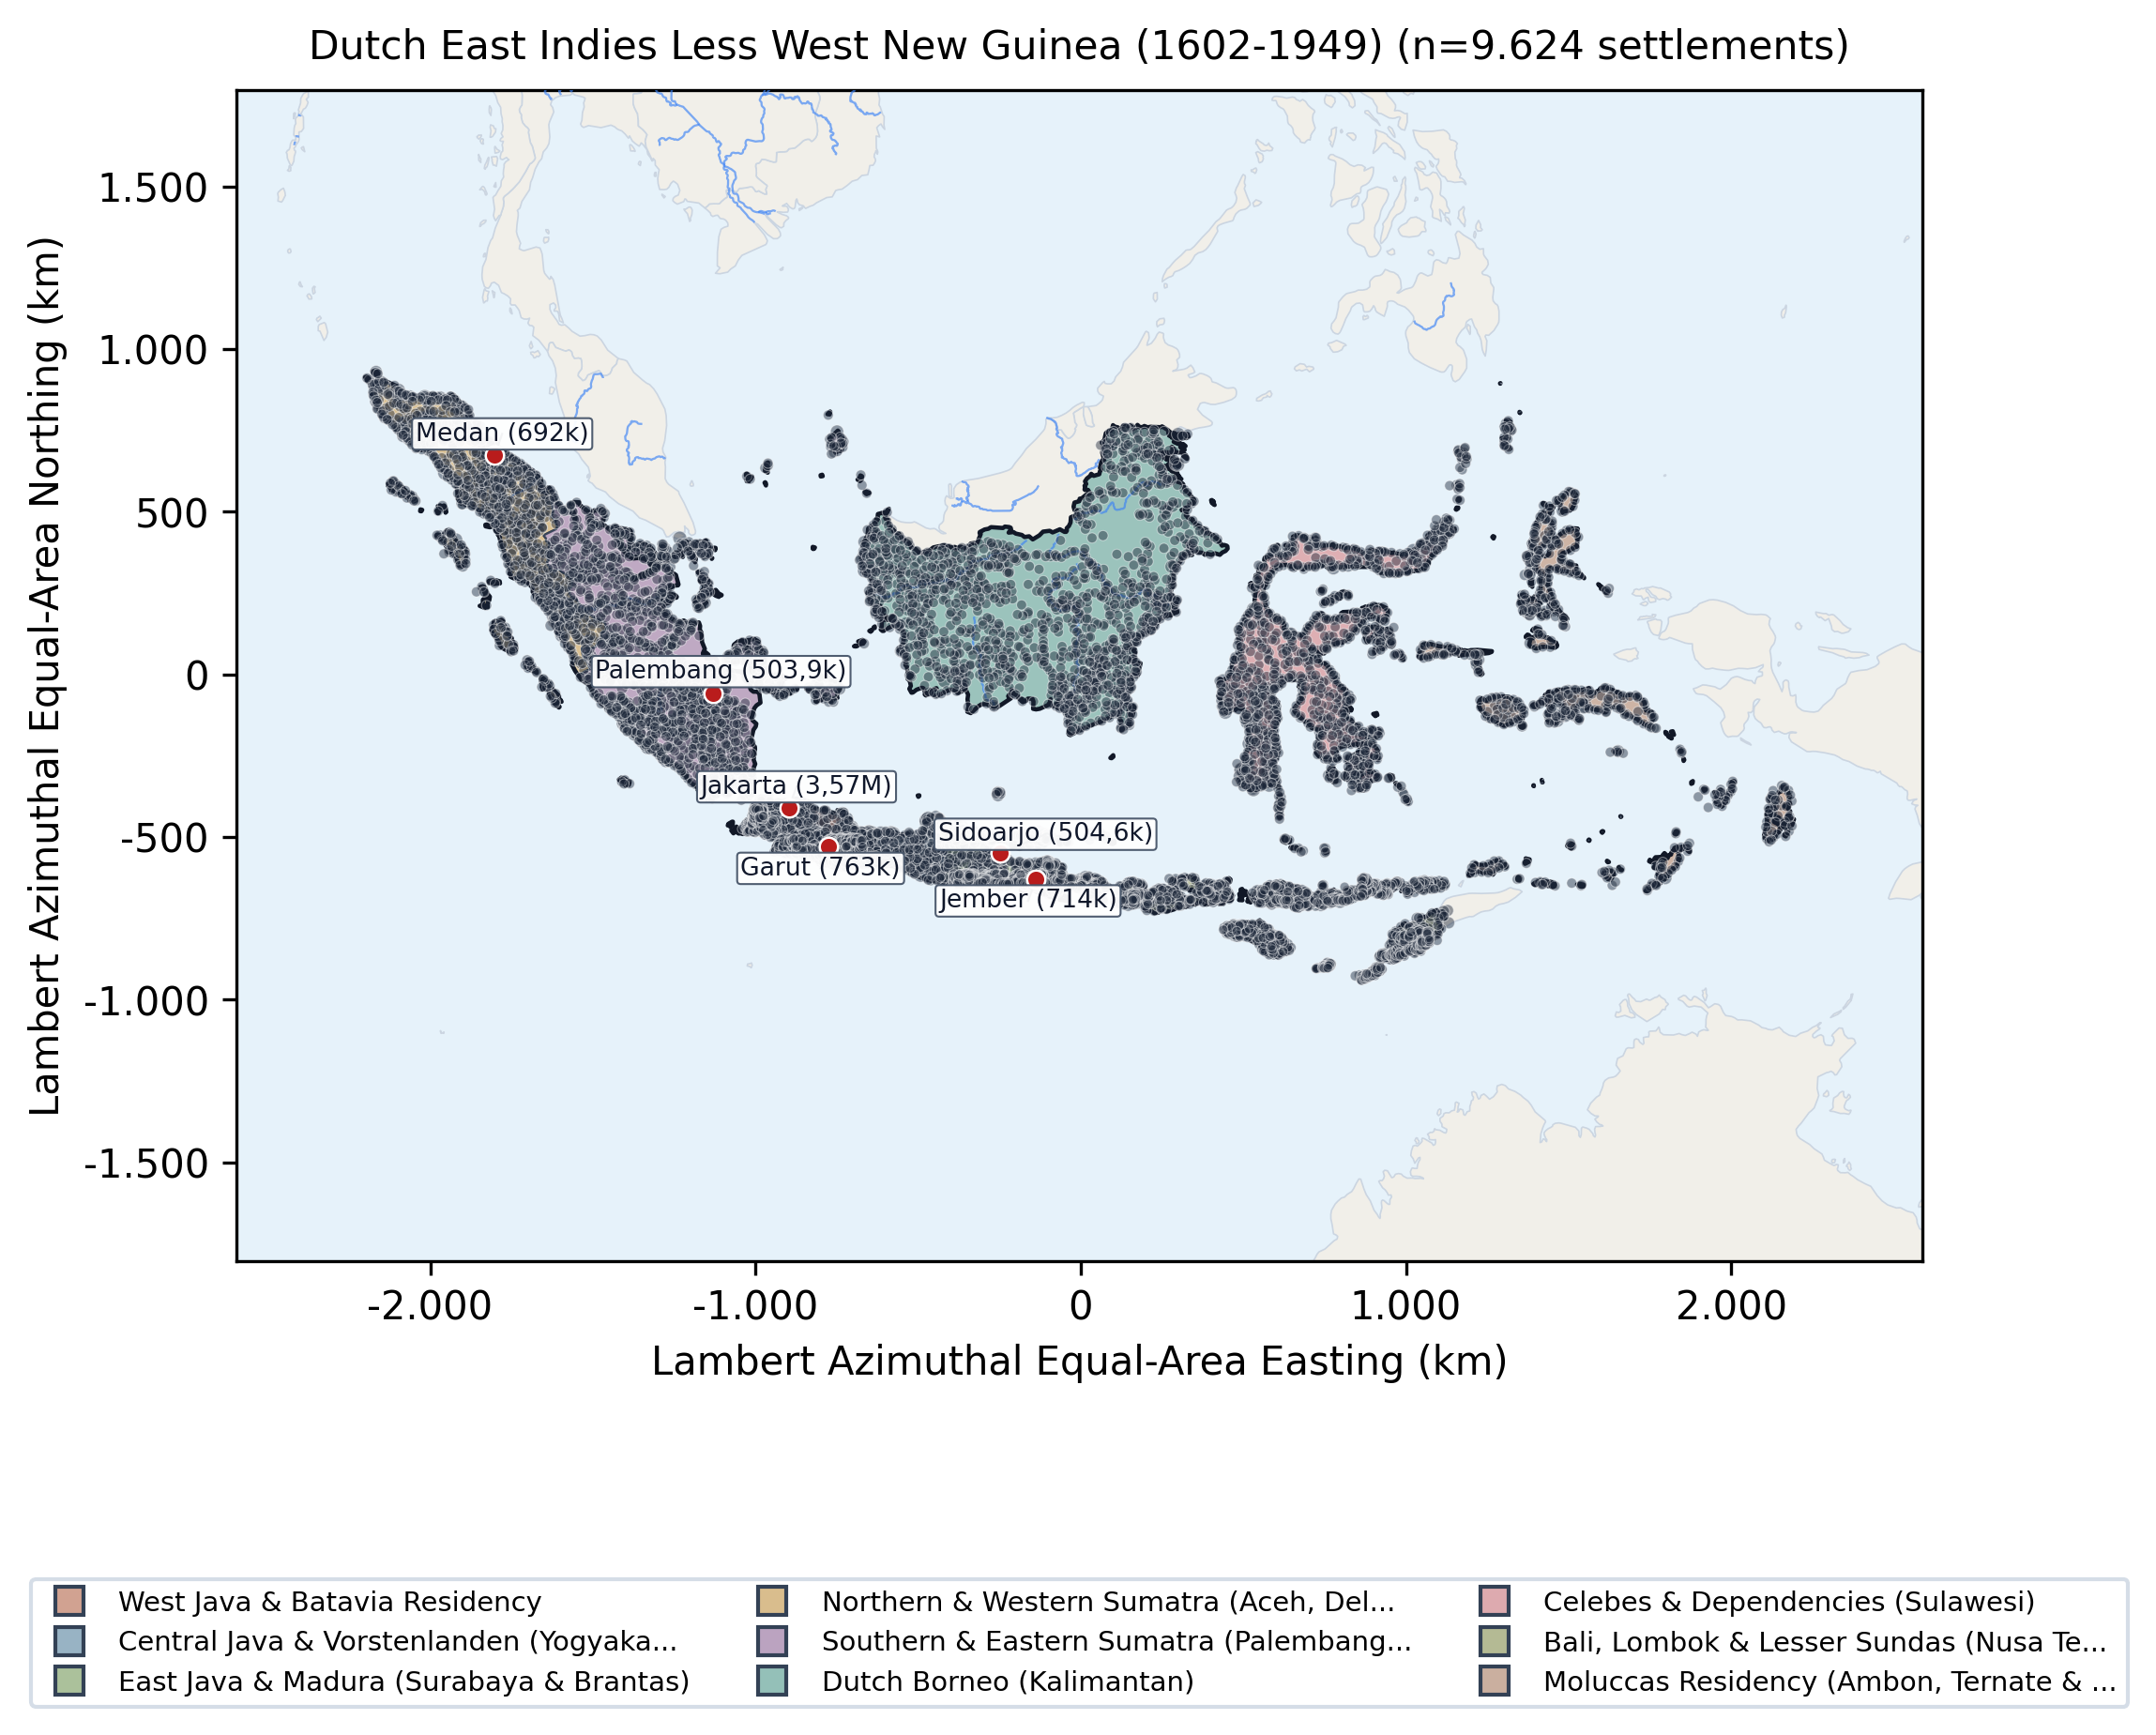 Dutch East Indies Less West New Guinea (1602-1949) (n=9.624 settlements)
Lambert Azimuthal Equal-Area Northing (km)
1.500
1.000
500
0
-500
-1.000
-1.500
Medan (692k)
Palembang (503,9k)
Jakarta (3,57M)
Sidoarjo (504,6k)
Garut (763k)
Jember (714k)
-2.000
-1.000
0
1.000
2.000
Lambert Azimuthal Equal-Area Easting (km)
West Java & Batavia Residency
Central Java & Vorstenlanden (Yogyaka...
East Java & Madura (Surabaya & Brantas)
Northern & Western Sumatra (Aceh, Del...
Southern & Eastern Sumatra (Palembang...
Dutch Borneo (Kalimantan)
Celebes & Dependencies (Sulawesi)
Bali, Lombok & Lesser Sundas (Nusa Te...
Moluccas Residency (Ambon, Ternate & ...